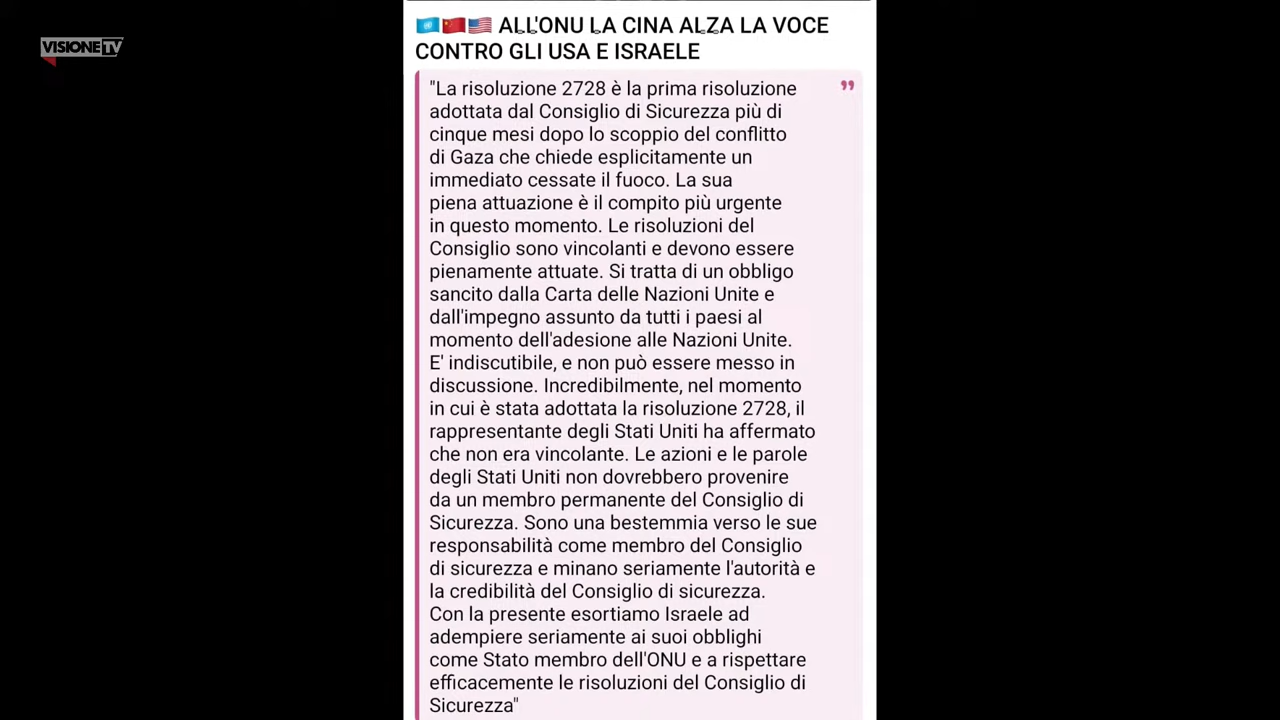 VISIONE TV
🇺🇳🇨🇳🇺🇸 ALL'ONU LA CINA ALZA LA VOCE
CONTRO GLI USA E ISRAELE
"La risoluzione 2728 è la prima risoluzione
adottata dal Consiglio di Sicurezza più di
cinque mesi dopo lo scoppio del conflitto
di Gaza che chiede esplicitamente un
immediato cessate il fuoco. La sua
piena attuazione è il compito più urgente
in questo momento. Le risoluzioni del
Consiglio sono vincolanti e devono essere
pienamente attuate. Si tratta di un obbligo
sancito dalla Carta delle Nazioni Unite e
dall'impegno assunto da tutti i paesi al
momento dell'adesione alle Nazioni Unite.
E' indiscutibile, e non può essere messo in
discussione. Incredibilmente, nel momento
in cui è stata adottata la risoluzione 2728, il
rappresentante degli Stati Uniti ha affermato
che non era vincolante. Le azioni e le parole
degli Stati Uniti non dovrebbero provenire
da un membro permanente del Consiglio di
Sicurezza. Sono una bestemmia verso le sue
responsabilità come membro del Consiglio
di sicurezza e minano seriamente l'autorità e
la credibilità del Consiglio di sicurezza.
Con la presente esortiamo Israele ad
adempiere seriamente ai suoi obblighi
come Stato membro dell'ONU e a rispettare
efficacemente le risoluzioni del Consiglio di
Sicurezza"